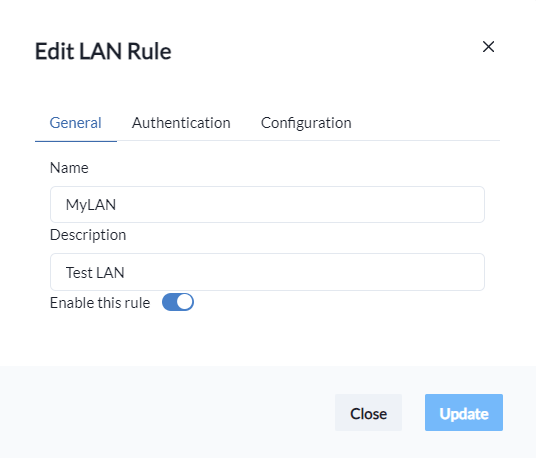 Edit LAN Rule
General Authentication Configuration
Name
MyLAN
Description
Test LAN
Enable this rule
Close Update